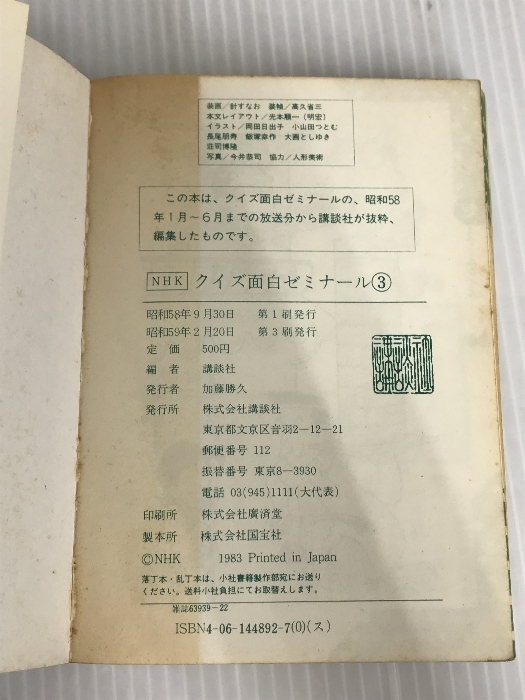 装画／針すなお　装幀／高久省三
本文レイアウト／光本順一(明宏)
イラスト／岡田日出子　小山田つとむ
長尾朋寿　飯塚幸作　大囿としゆき
庄司博隆
写真／今井恭司　協力／人形美術
この本は、クイズ面白ゼミナールの、昭和58
年1月～6月までの放送分から講談社が抜粋、
編集したものです。
NHK クイズ面白ゼミナール③
昭和58年9月30日　第1刷発行
昭和59年2月20日　第3刷発行
定　価　500円
編　者　講談社
発行者　加藤勝久
発行所　株式会社講談社
東京都文京区音羽2—12—21
郵便番号 112
振替番号 東京8—3930
電話 03(945)1111(大代表)
印刷所　株式会社廣済堂
製本所　株式会社国宝社
©NHK　1983 Printed in Japan
落丁本・乱丁本は、小社書籍製作部宛にお送り
ください。送料小社負担にてお取替えします。
雑誌63939—22
ISBN4-06-144892-7(0)(ス)